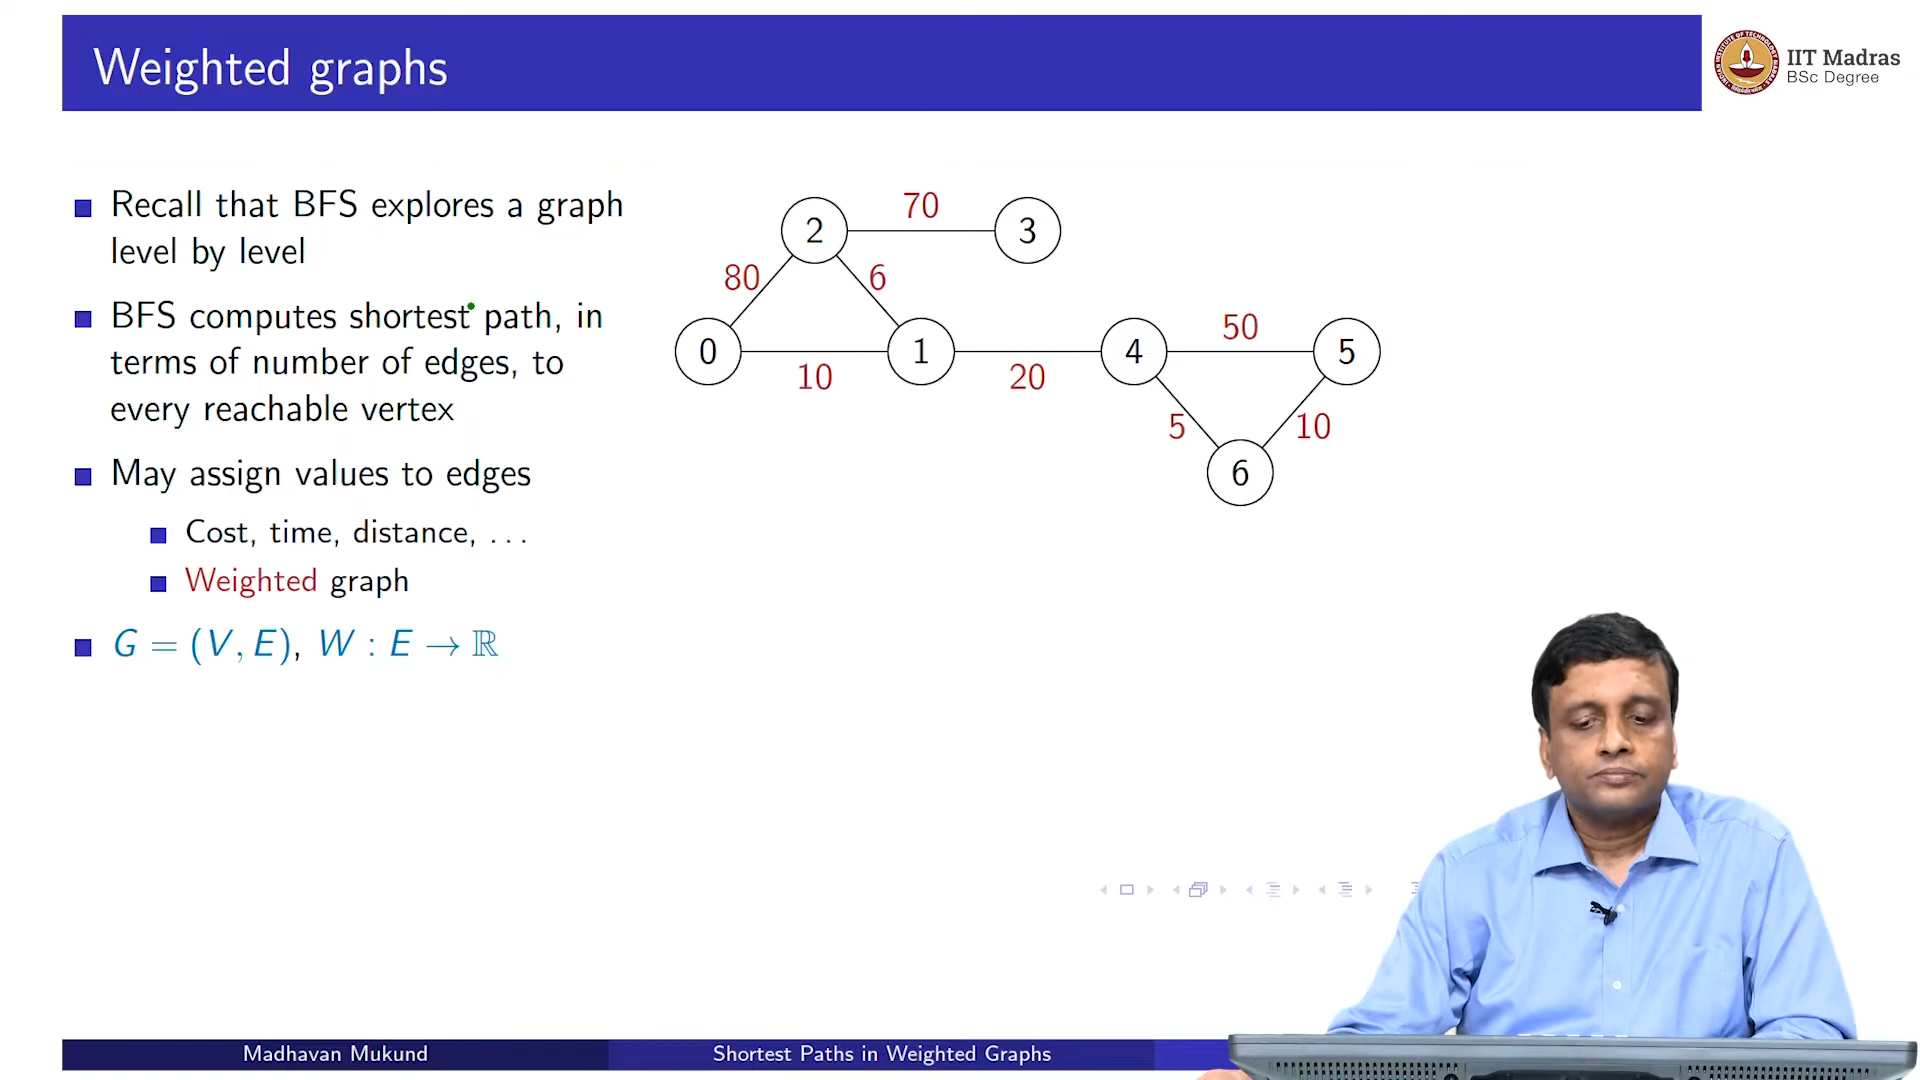 Weighted graphs
IIT Madras
BSc Degree
Recall that BFS explores a graph
level by level
BFS computes shortest path, in
terms of number of edges, to
every reachable vertex
May assign values to edges
Cost, time, distance, . . .
Weighted graph
G = (V, E), W : E → ℝ
70
2
3
80
6
50
0
1
4
5
10
20
5
10
6
Madhavan Mukund
Shortest Paths in Weighted Graphs